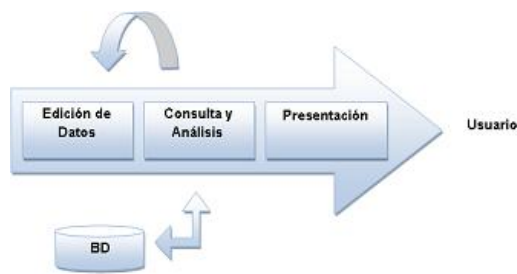 Edición de
Datos
Consulta y
Análisis
Presentación
Usuario
BD